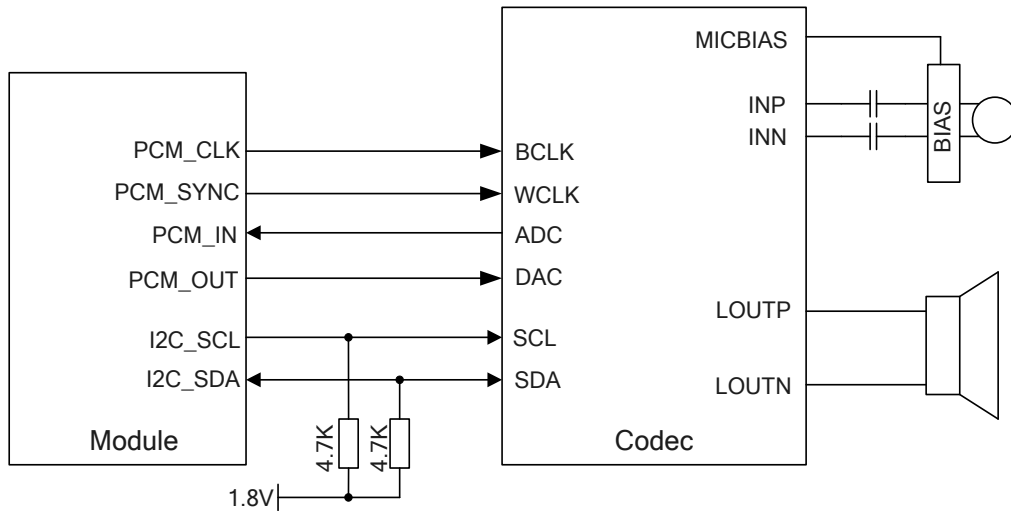 MICBIAS
INP
INN
BIAS
PCM_CLK
BCLK
PCM_SYNC
WCLK
PCM_IN
ADC
PCM_OUT
DAC
LOUTP
I2C_SCL
SCL
I2C_SDA
SDA
LOUTN
Module
4.7K
4.7K
Codec
1.8V